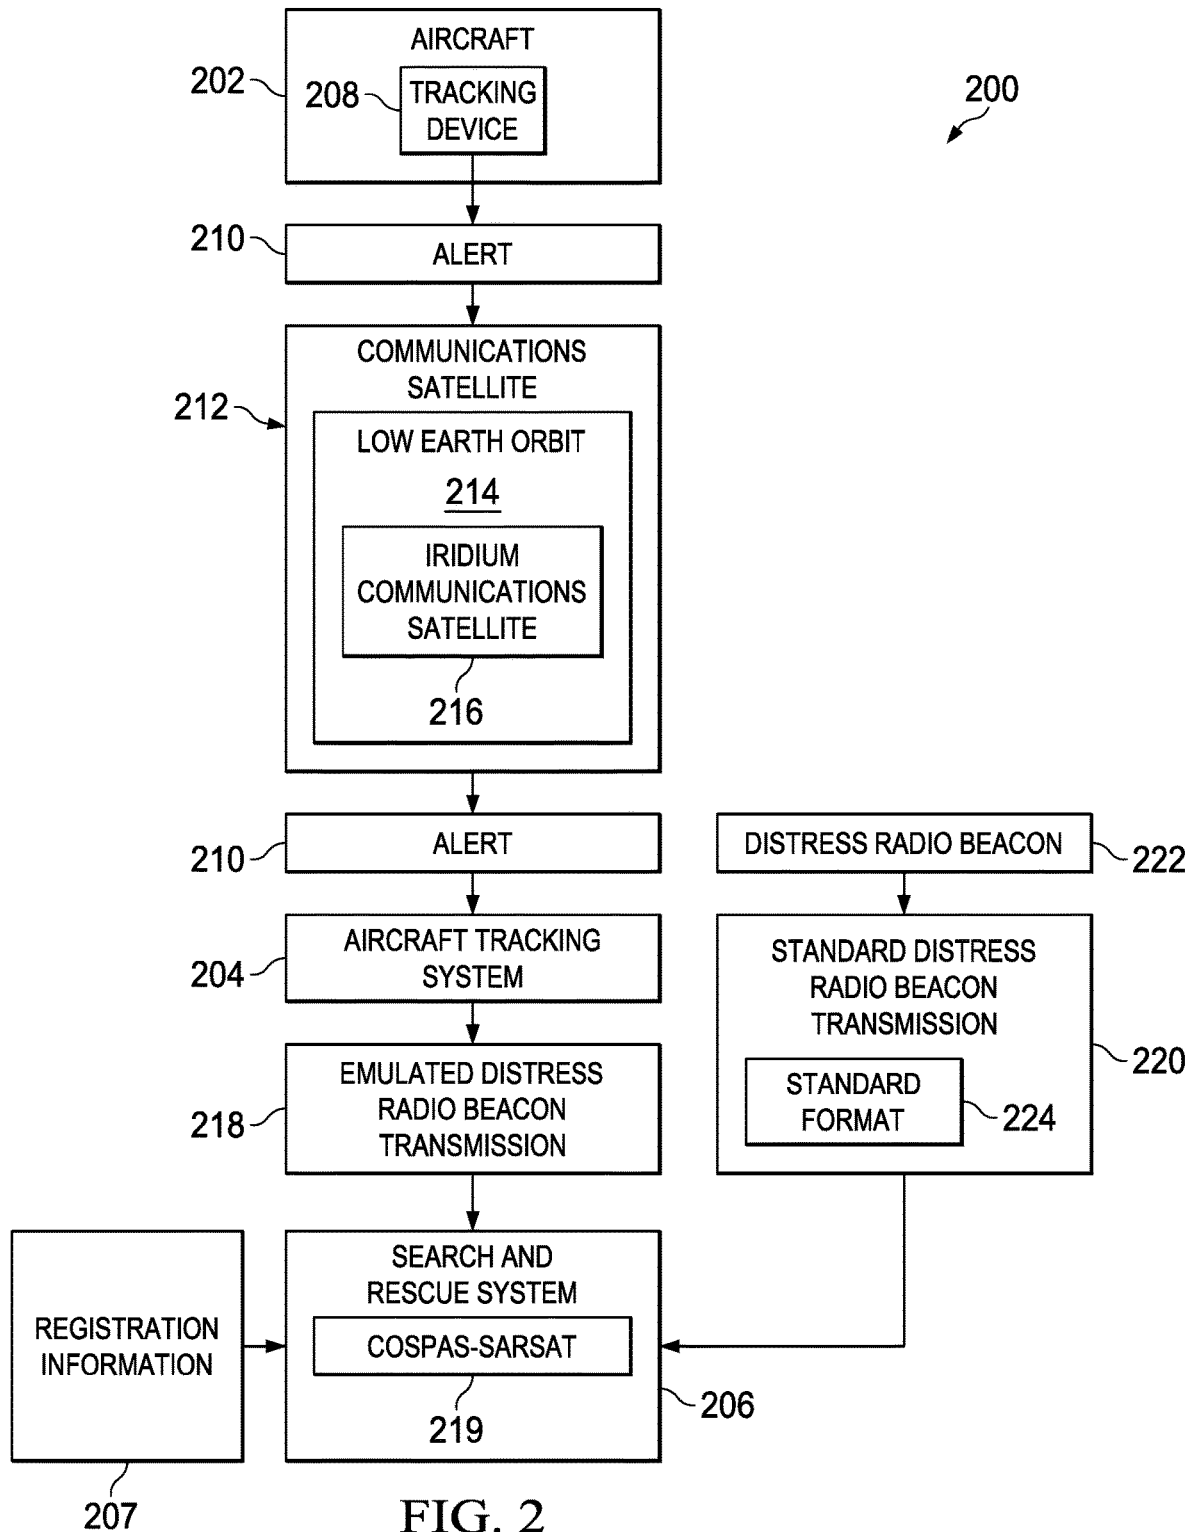 AIRCRAFT
202
208
TRACKING
DEVICE
200
210
ALERT
COMMUNICATIONS
SATELLITE
212
LOW EARTH ORBIT
214
IRIDIUM
COMMUNICATIONS
SATELLITE
216
210
ALERT
DISTRESS RADIO BEACON
222
204
AIRCRAFT TRACKING
SYSTEM
STANDARD DISTRESS
RADIO BEACON
TRANSMISSION
220
STANDARD
FORMAT
224
218
EMULATED DISTRESS
RADIO BEACON
TRANSMISSION
SEARCH AND
RESCUE SYSTEM
COSPAS-SARSAT
219
206
REGISTRATION
INFORMATION
207
FIG. 2